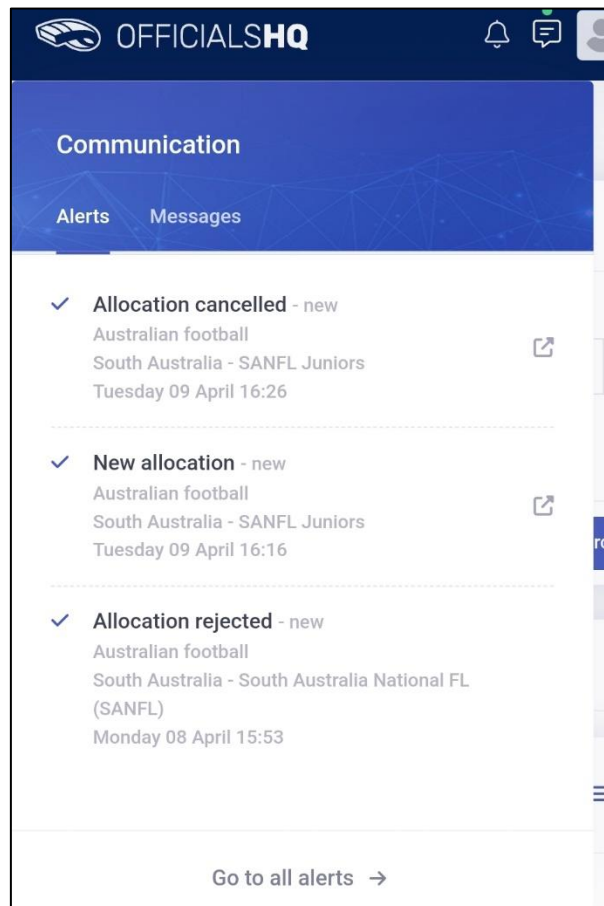 OFFICIALSHQ
Communication
Alerts Messages
Allocation cancelled - new
Australian football
South Australia - SANFL Juniors
Tuesday 09 April 16:26
New allocation - new
Australian football
South Australia - SANFL Juniors
Tuesday 09 April 16:16
Allocation rejected - new
Australian football
South Australia - South Australia National FL
(SANFL)
Monday 08 April 15:53
Go to all alerts →